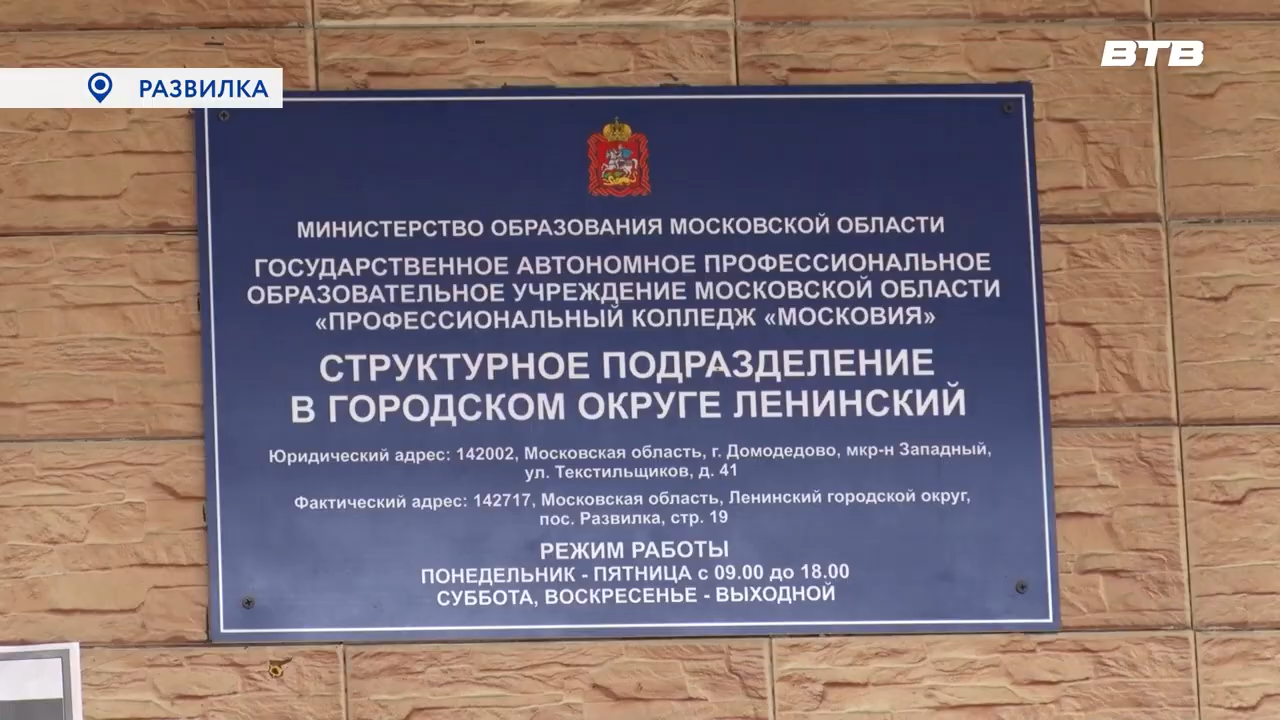 ВТВ
РАЗВИЛКА
МИНИСТЕРСТВО ОБРАЗОВАНИЯ МОСКОВСКОЙ ОБЛАСТИ
ГОСУДАРСТВЕННОЕ АВТОНОМНОЕ ПРОФЕССИОНАЛЬНОЕ
ОБРАЗОВАТЕЛЬНОЕ УЧРЕЖДЕНИЕ МОСКОВСКОЙ ОБЛАСТИ
«ПРОФЕССИОНАЛЬНЫЙ КОЛЛЕДЖ «МОСКОВИЯ»
СТРУКТУРНОЕ ПОДРАЗДЕЛЕНИЕ
В ГОРОДСКОМ ОКРУГЕ ЛЕНИНСКИЙ
Юридический адрес: 142002, Московская область, г. Домодедово, мкр-н Западный,
ул. Текстильщиков, д. 41
Фактический адрес: 142717, Московская область, Ленинский городской округ,
пос. Развилка, стр. 19
РЕЖИМ РАБОТЫ
ПОНЕДЕЛЬНИК - ПЯТНИЦА с 09.00 до 18.00
СУББОТА, ВОСКРЕСЕНЬЕ - ВЫХОДНОЙ